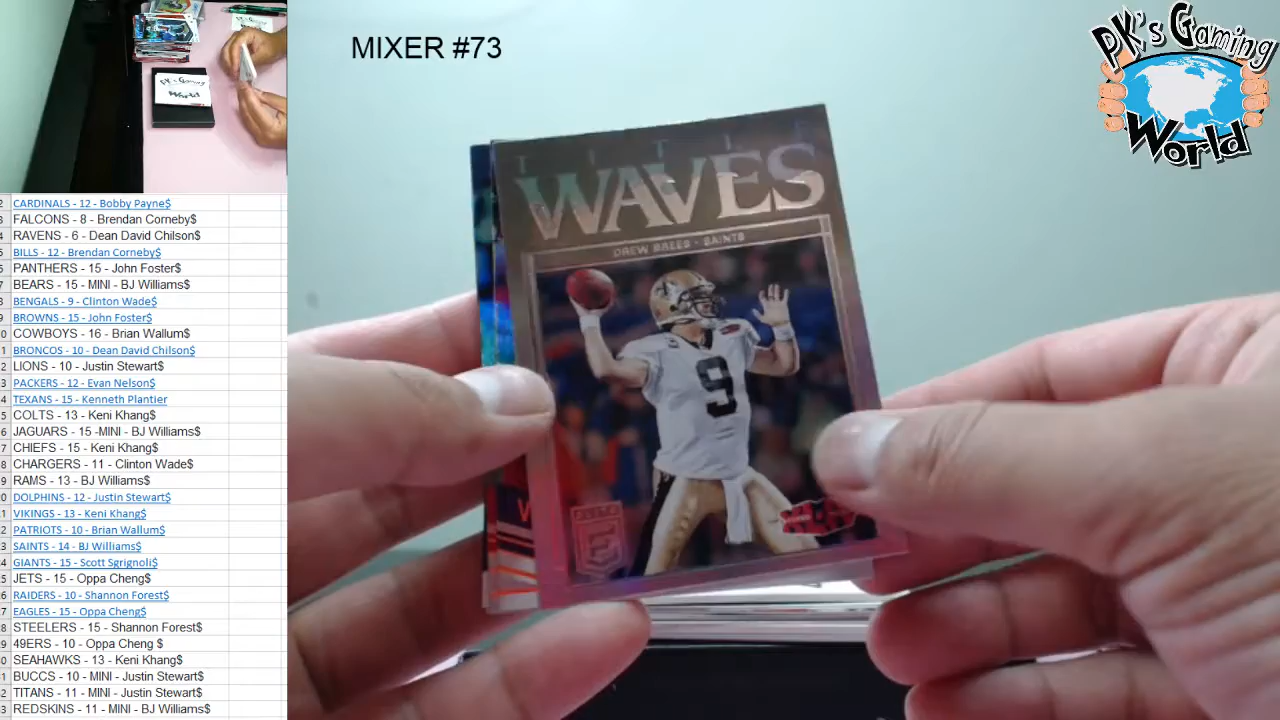 MIXER #73
PK's Gaming
World
PK's Gaming
World
TITLE
WAVES
DREW BREES · SAINTS
9
CARDINALS - 12 - Bobby Payne$
FALCONS - 8 - Brendan Corneby$
RAVENS - 6 - Dean David Chilson$
BILLS - 12 - Brendan Corneby$
PANTHERS - 15 - John Foster$
BEARS - 15 - MINI - BJ Williams$
BENGALS - 9 - Clinton Wade$
BROWNS - 15 - John Foster$
COWBOYS - 16 - Brian Wallum$
BRONCOS - 10 - Dean David Chilson$
LIONS - 10 - Justin Stewart$
PACKERS - 12 - Evan Nelson$
TEXANS - 15 - Kenneth Plantier
COLTS - 13 - Keni Khang$
JAGUARS - 15 -MINI - BJ Williams$
CHIEFS - 15 - Keni Khang$
CHARGERS - 11 - Clinton Wade$
RAMS - 13 - BJ Williams$
DOLPHINS - 12 - Justin Stewart$
VIKINGS - 13 - Keni Khang$
PATRIOTS - 10 - Brian Wallum$
SAINTS - 14 - BJ Williams$
GIANTS - 15 - Scott Sgrignoli$
JETS - 15 - Oppa Cheng$
RAIDERS - 10 - Shannon Forest$
EAGLES - 15 - Oppa Cheng$
STEELERS - 15 - Shannon Forest$
49ERS - 10 - Oppa Cheng $
SEAHAWKS - 13 - Keni Khang$
BUCCS - 10 - MINI - Justin Stewart$
TITANS - 11 - MINI - Justin Stewart$
REDSKINS - 11 - MINI - BJ Williams$